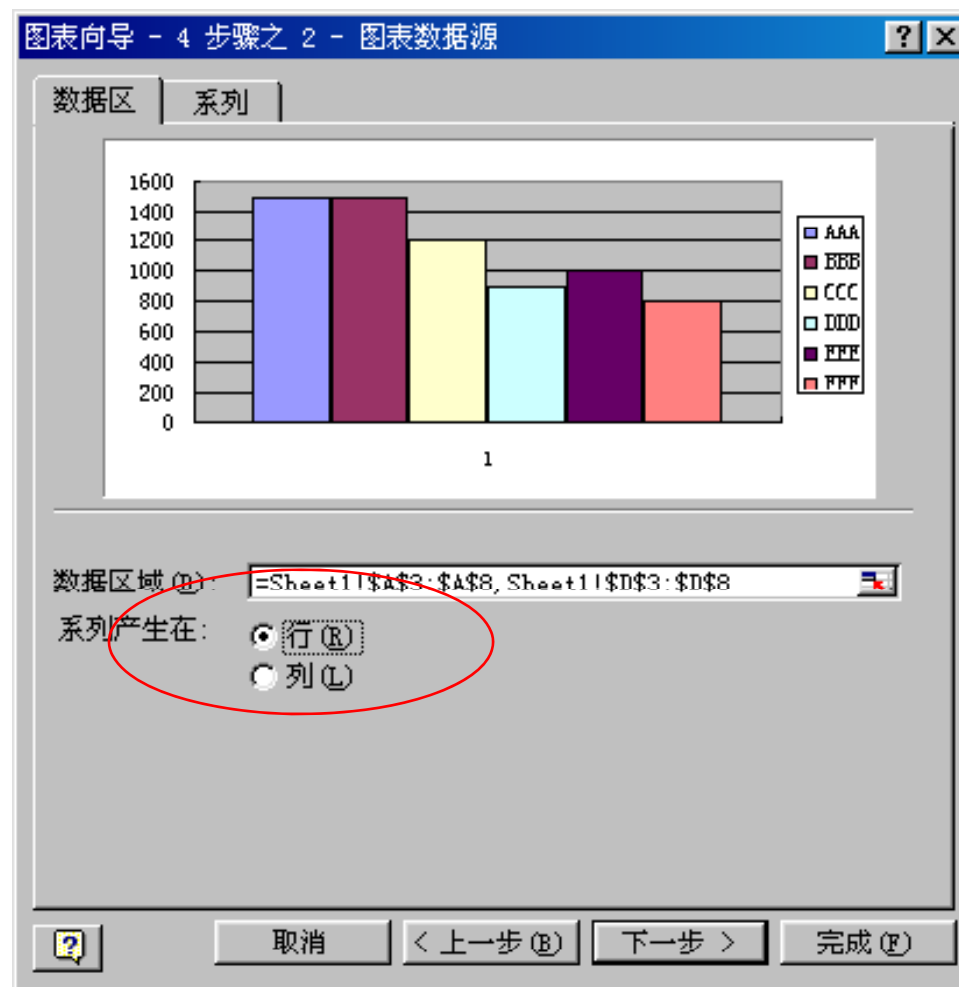 图表向导 - 4 步骤之 2 - 图表数据源
数据区 系列
1600
1400
1200
1000
800
600
400
200
0
1
AAA
BBB
CCC
DDD
FFF
数据区域(D): =Sheet1!$A$3:$A$8,Sheet1!$D$3:$D$8
系列产生在:
行(R)
列(L)
取消 < 上一步(B) 下一步 > 完成(F)